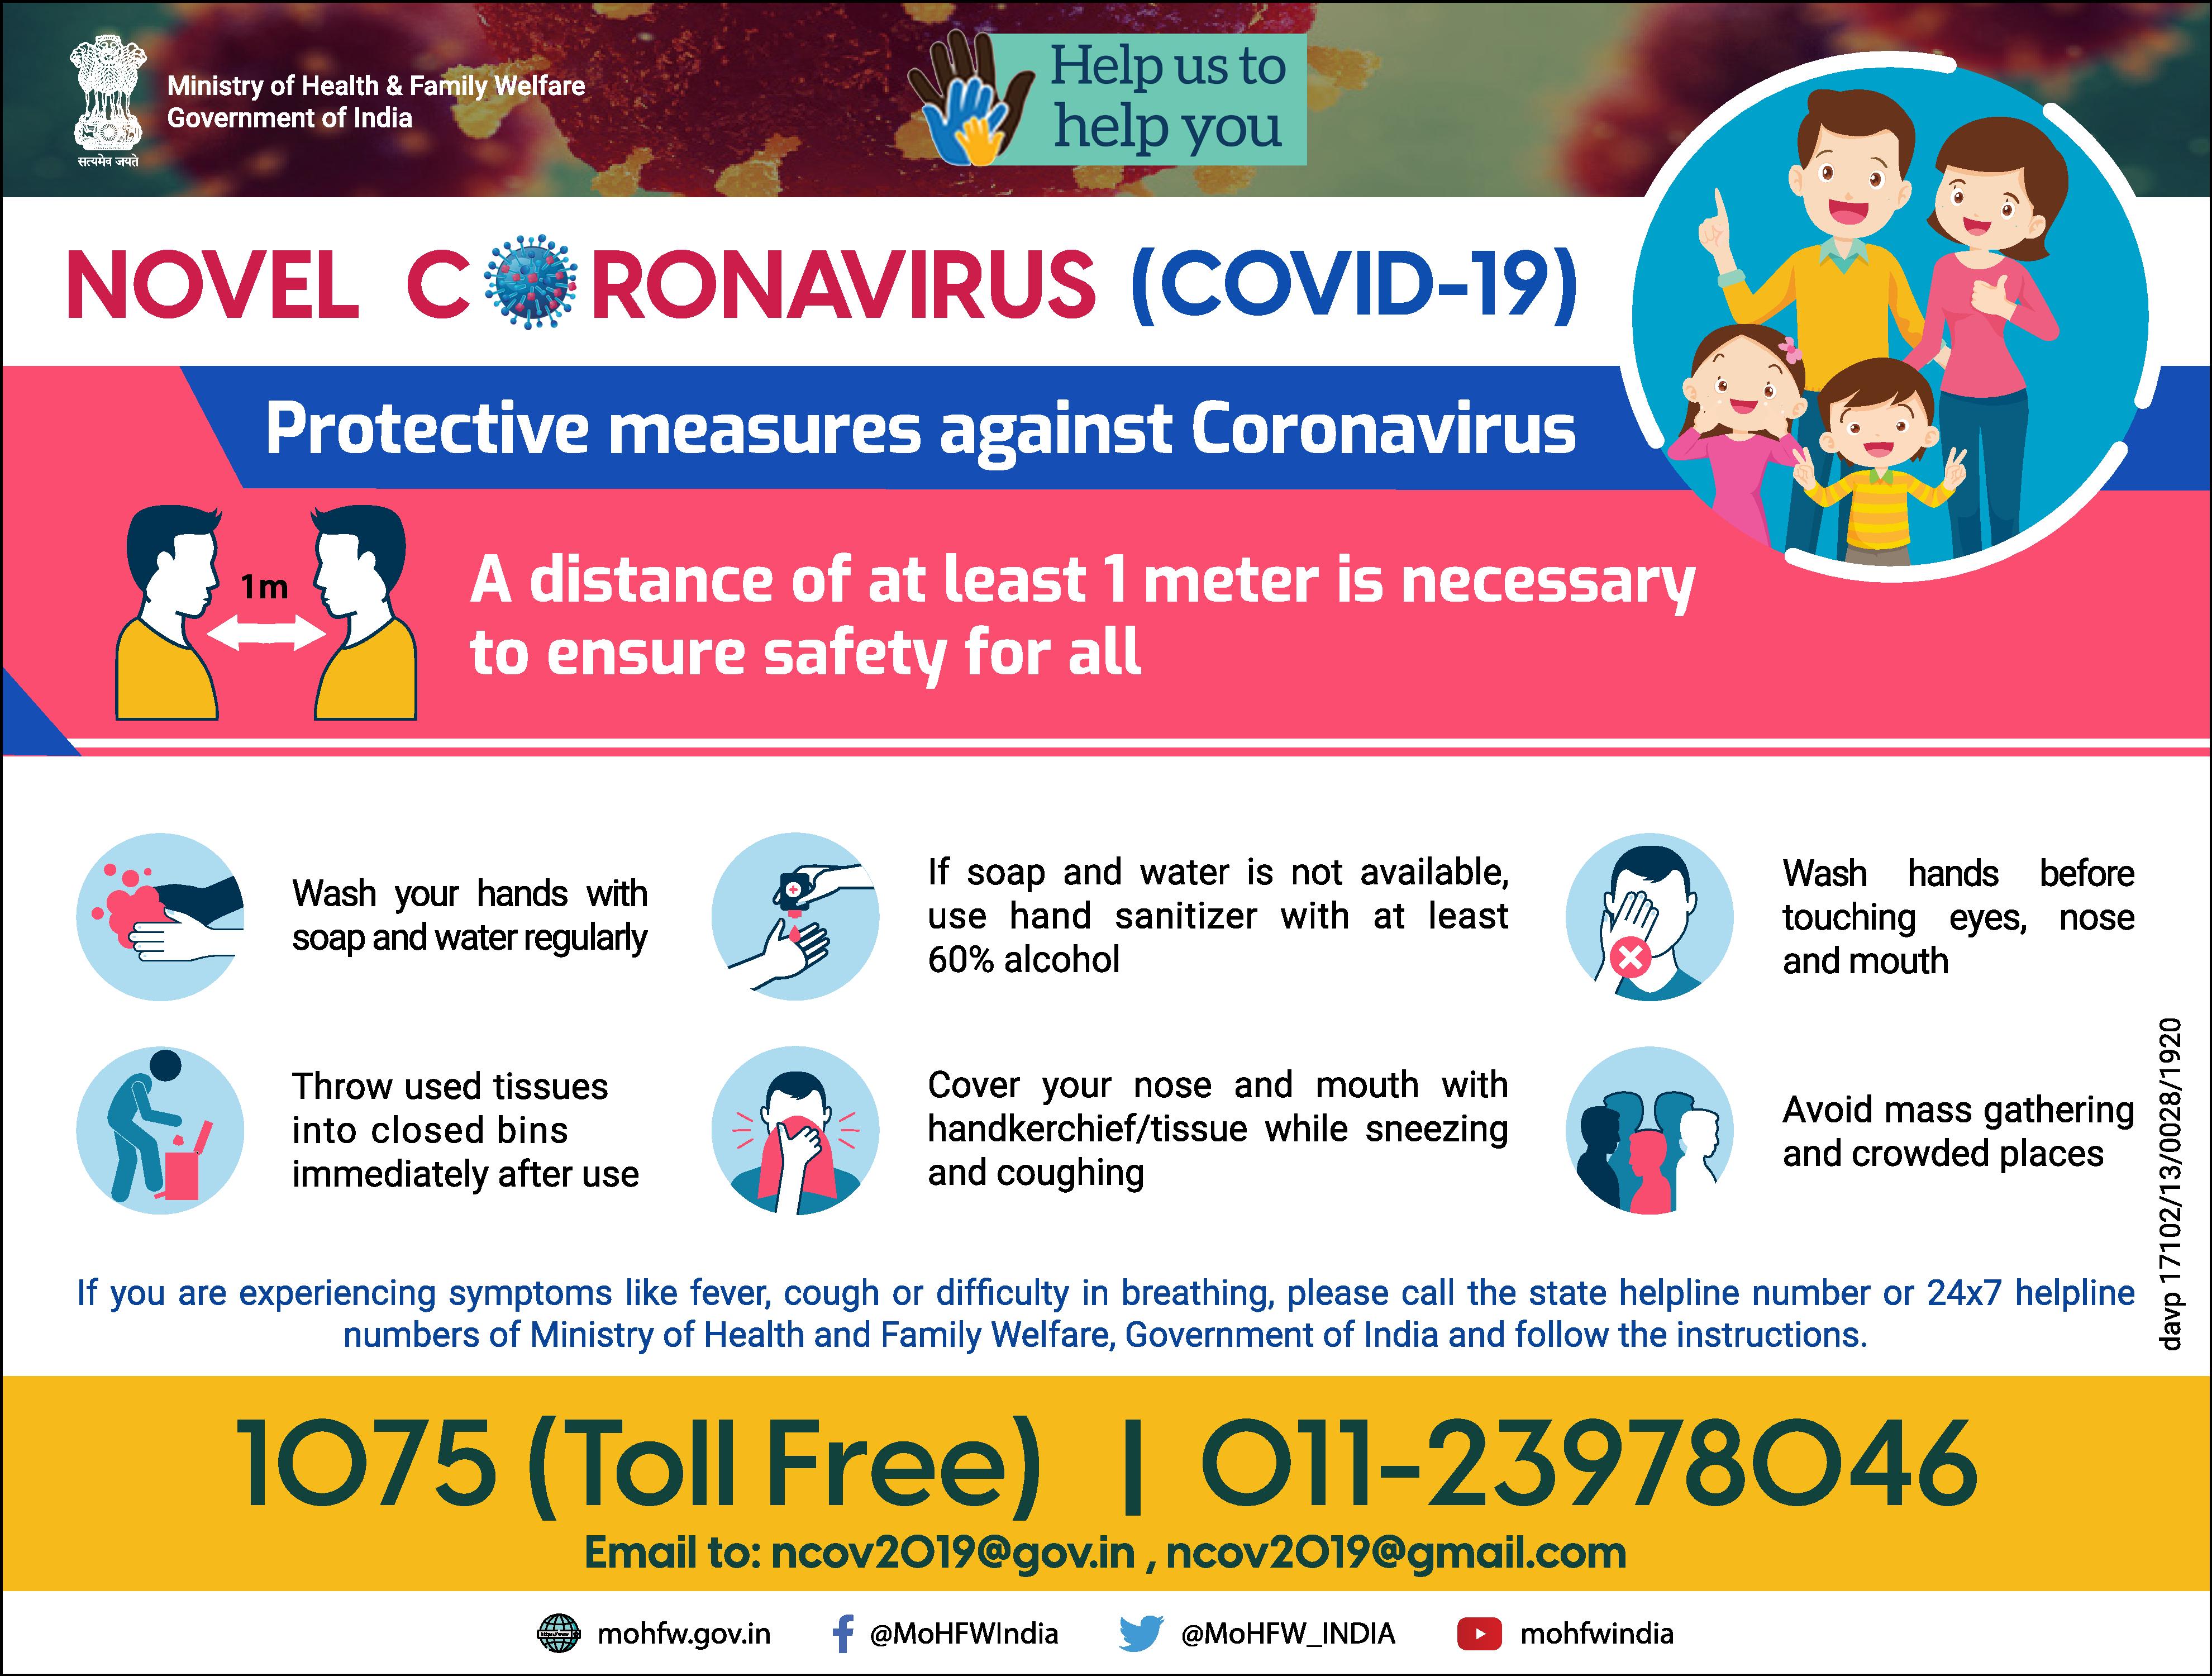 Ministry of Health & Family Welfare
Government of India
सत्यमेव जयते
Help us to
help you
NOVEL CORONAVIRUS (COVID-19)
Protective measures against Coronavirus
1m
A distance of at least 1 meter is necessary
to ensure safety for all
Wash your hands with
soap and water regularly
If soap and water is not available,
use hand sanitizer with at least
60% alcohol
Wash hands before
touching eyes, nose
and mouth
Throw used tissues
into closed bins
immediately after use
Cover your nose and mouth with
handkerchief/tissue while sneezing
and coughing
Avoid mass gathering
and crowded places
davp 17102/13/0028/1920
If you are experiencing symptoms like fever, cough or difficulty in breathing, please call the state helpline number or 24x7 helpline
numbers of Ministry of Health and Family Welfare, Government of India and follow the instructions.
1075 (Toll Free) | 011-23978046
Email to: ncov2019@gov.in , ncov2019@gmail.com
mohfw.gov.in @MoHFWIndia @MoHFW_INDIA mohfwindia